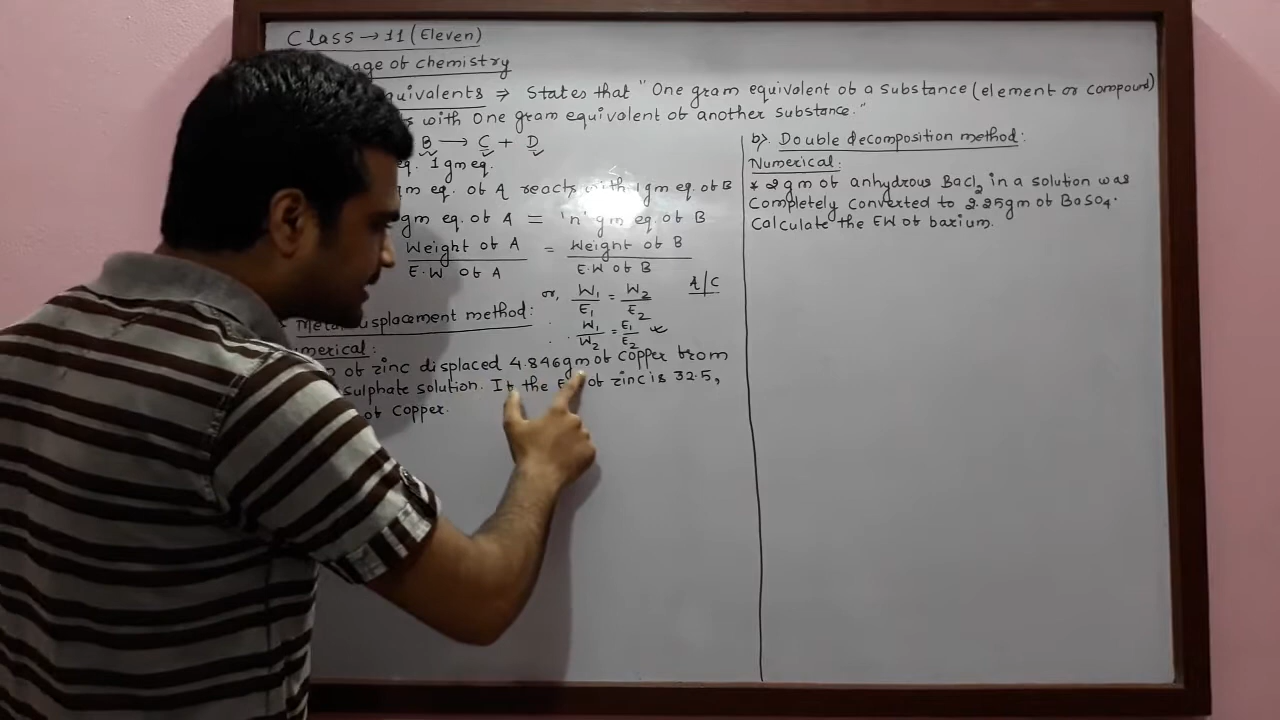 Class → 11 (Eleven)
age of chemistry
quivalents ⇒ States that "One gram equivalent of a substance (element or compound)
with one gram equivalent of another substance."
B → C + D
eq. 1 gm eq.
gm eq. of A reacts with 1 gm eq. of B
gm eq. of A = 'n' gm eq. of B
Weight of A / E.W of A = Weight of B / E.W of B
or, W₁/E₁ = W₂/E₂ A/C
∴ W₁/W₂ = E₁/E₂
Metal displacement method:
merical:
of zinc displaced 4.846gm of copper from
sulphate solution. If the of zinc is 32.5,
of Copper.
b) Double decomposition method:
Numerical:
* 2 gm of anhydrous BaCl₂ in a solution was
completely converted to 2.25gm of BaSO₄.
Calculate the EW of barium.